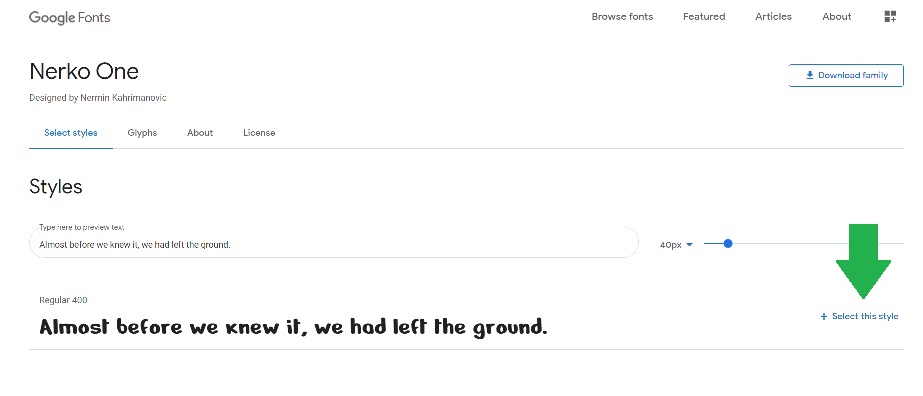 Google Fonts
Browse fonts Featured Articles About
Nerko One
Download family
Designed by Nermin Kahrimanovic
Select styles Glyphs About License
Styles
Type here to preview text
Almost before we knew it, we had left the ground.
40px
Regular 400
Almost before we knew it, we had left the ground.
+ Select this style